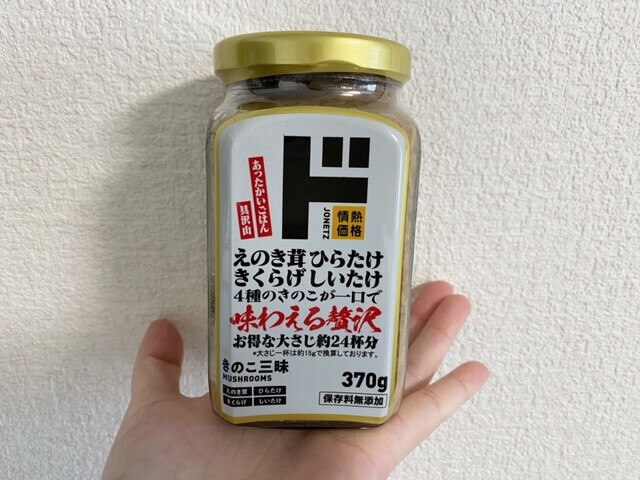 あったかいごはん
具沢山
ド
JONETZ
情熱
価格
えのき茸 ひらたけ
きくらげ しいたけ
4種のきのこが一口で
味わえる贅沢
お得な大さじ約24杯分
*大さじ一杯は約15gで換算しております。
きのこ三昧
MUSHROOMS
えのき茸 ひらたけ
きくらげ しいたけ
370g
保存料無添加